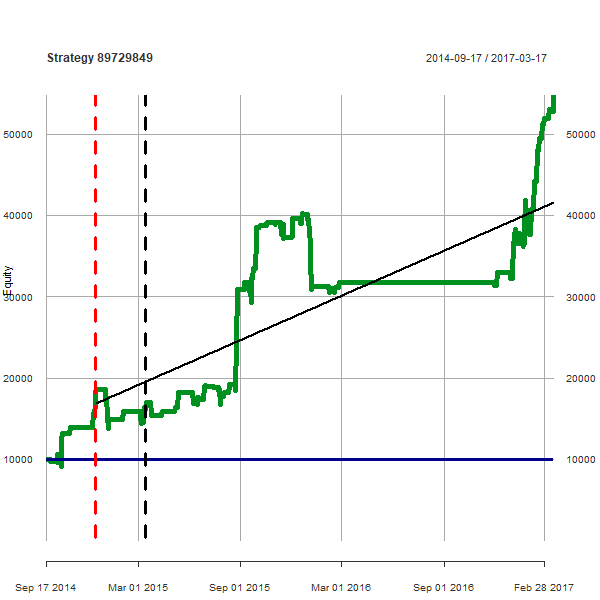 Strategy 89729849
2014-09-17 / 2017-03-17
50000 50000
40000 40000
Equity
30000 30000
20000 20000
10000 10000
Sep 17 2014 Mar 01 2015 Sep 01 2015 Mar 01 2016 Sep 01 2016 Feb 28 2017